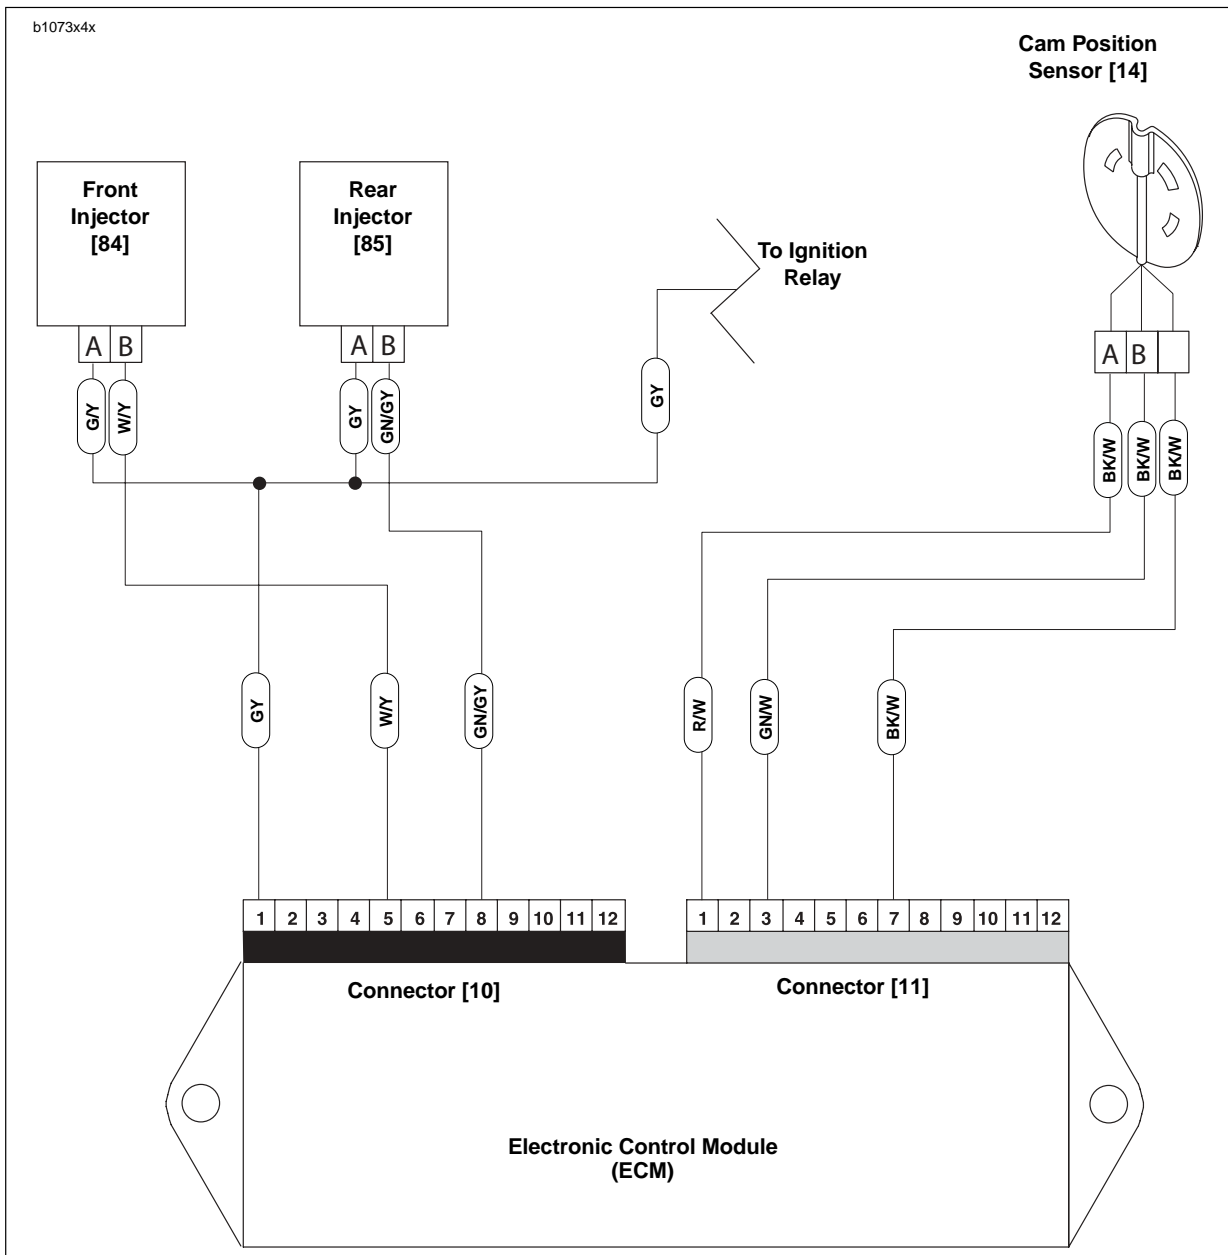 b1073x4x
Cam Position
Sensor [14]
Front
Injector
[84]
Rear
Injector
[85]
To Ignition
Relay
A B
A B
A B
G/Y
W/Y
GY
GN/GY
GY
BK/W
BK/W
BK/W
GY
W/Y
GN/GY
R/W
GN/W
BK/W
1 2 3 4 5 6 7 8 9 10 11 12
1 2 3 4 5 6 7 8 9 10 11 12
Connector [10]
Connector [11]
Electronic Control Module
(ECM)